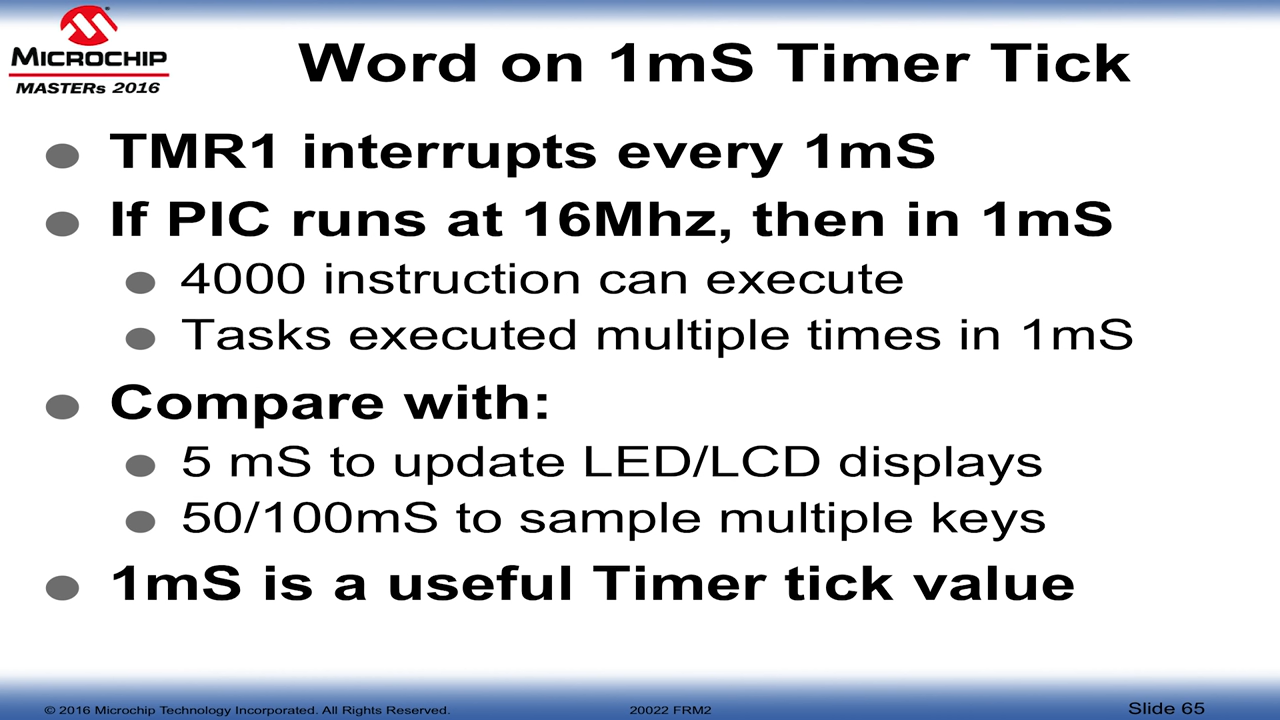 MICROCHIP
MASTERs 2016
Word on 1mS Timer Tick
TMR1 interrupts every 1mS
If PIC runs at 16Mhz, then in 1mS
4000 instruction can execute
Tasks executed multiple times in 1mS
Compare with:
5 mS to update LED/LCD displays
50/100mS to sample multiple keys
1mS is a useful Timer tick value
© 2016 Microchip Technology Incorporated. All Rights Reserved.
20022 FRM2
Slide 65